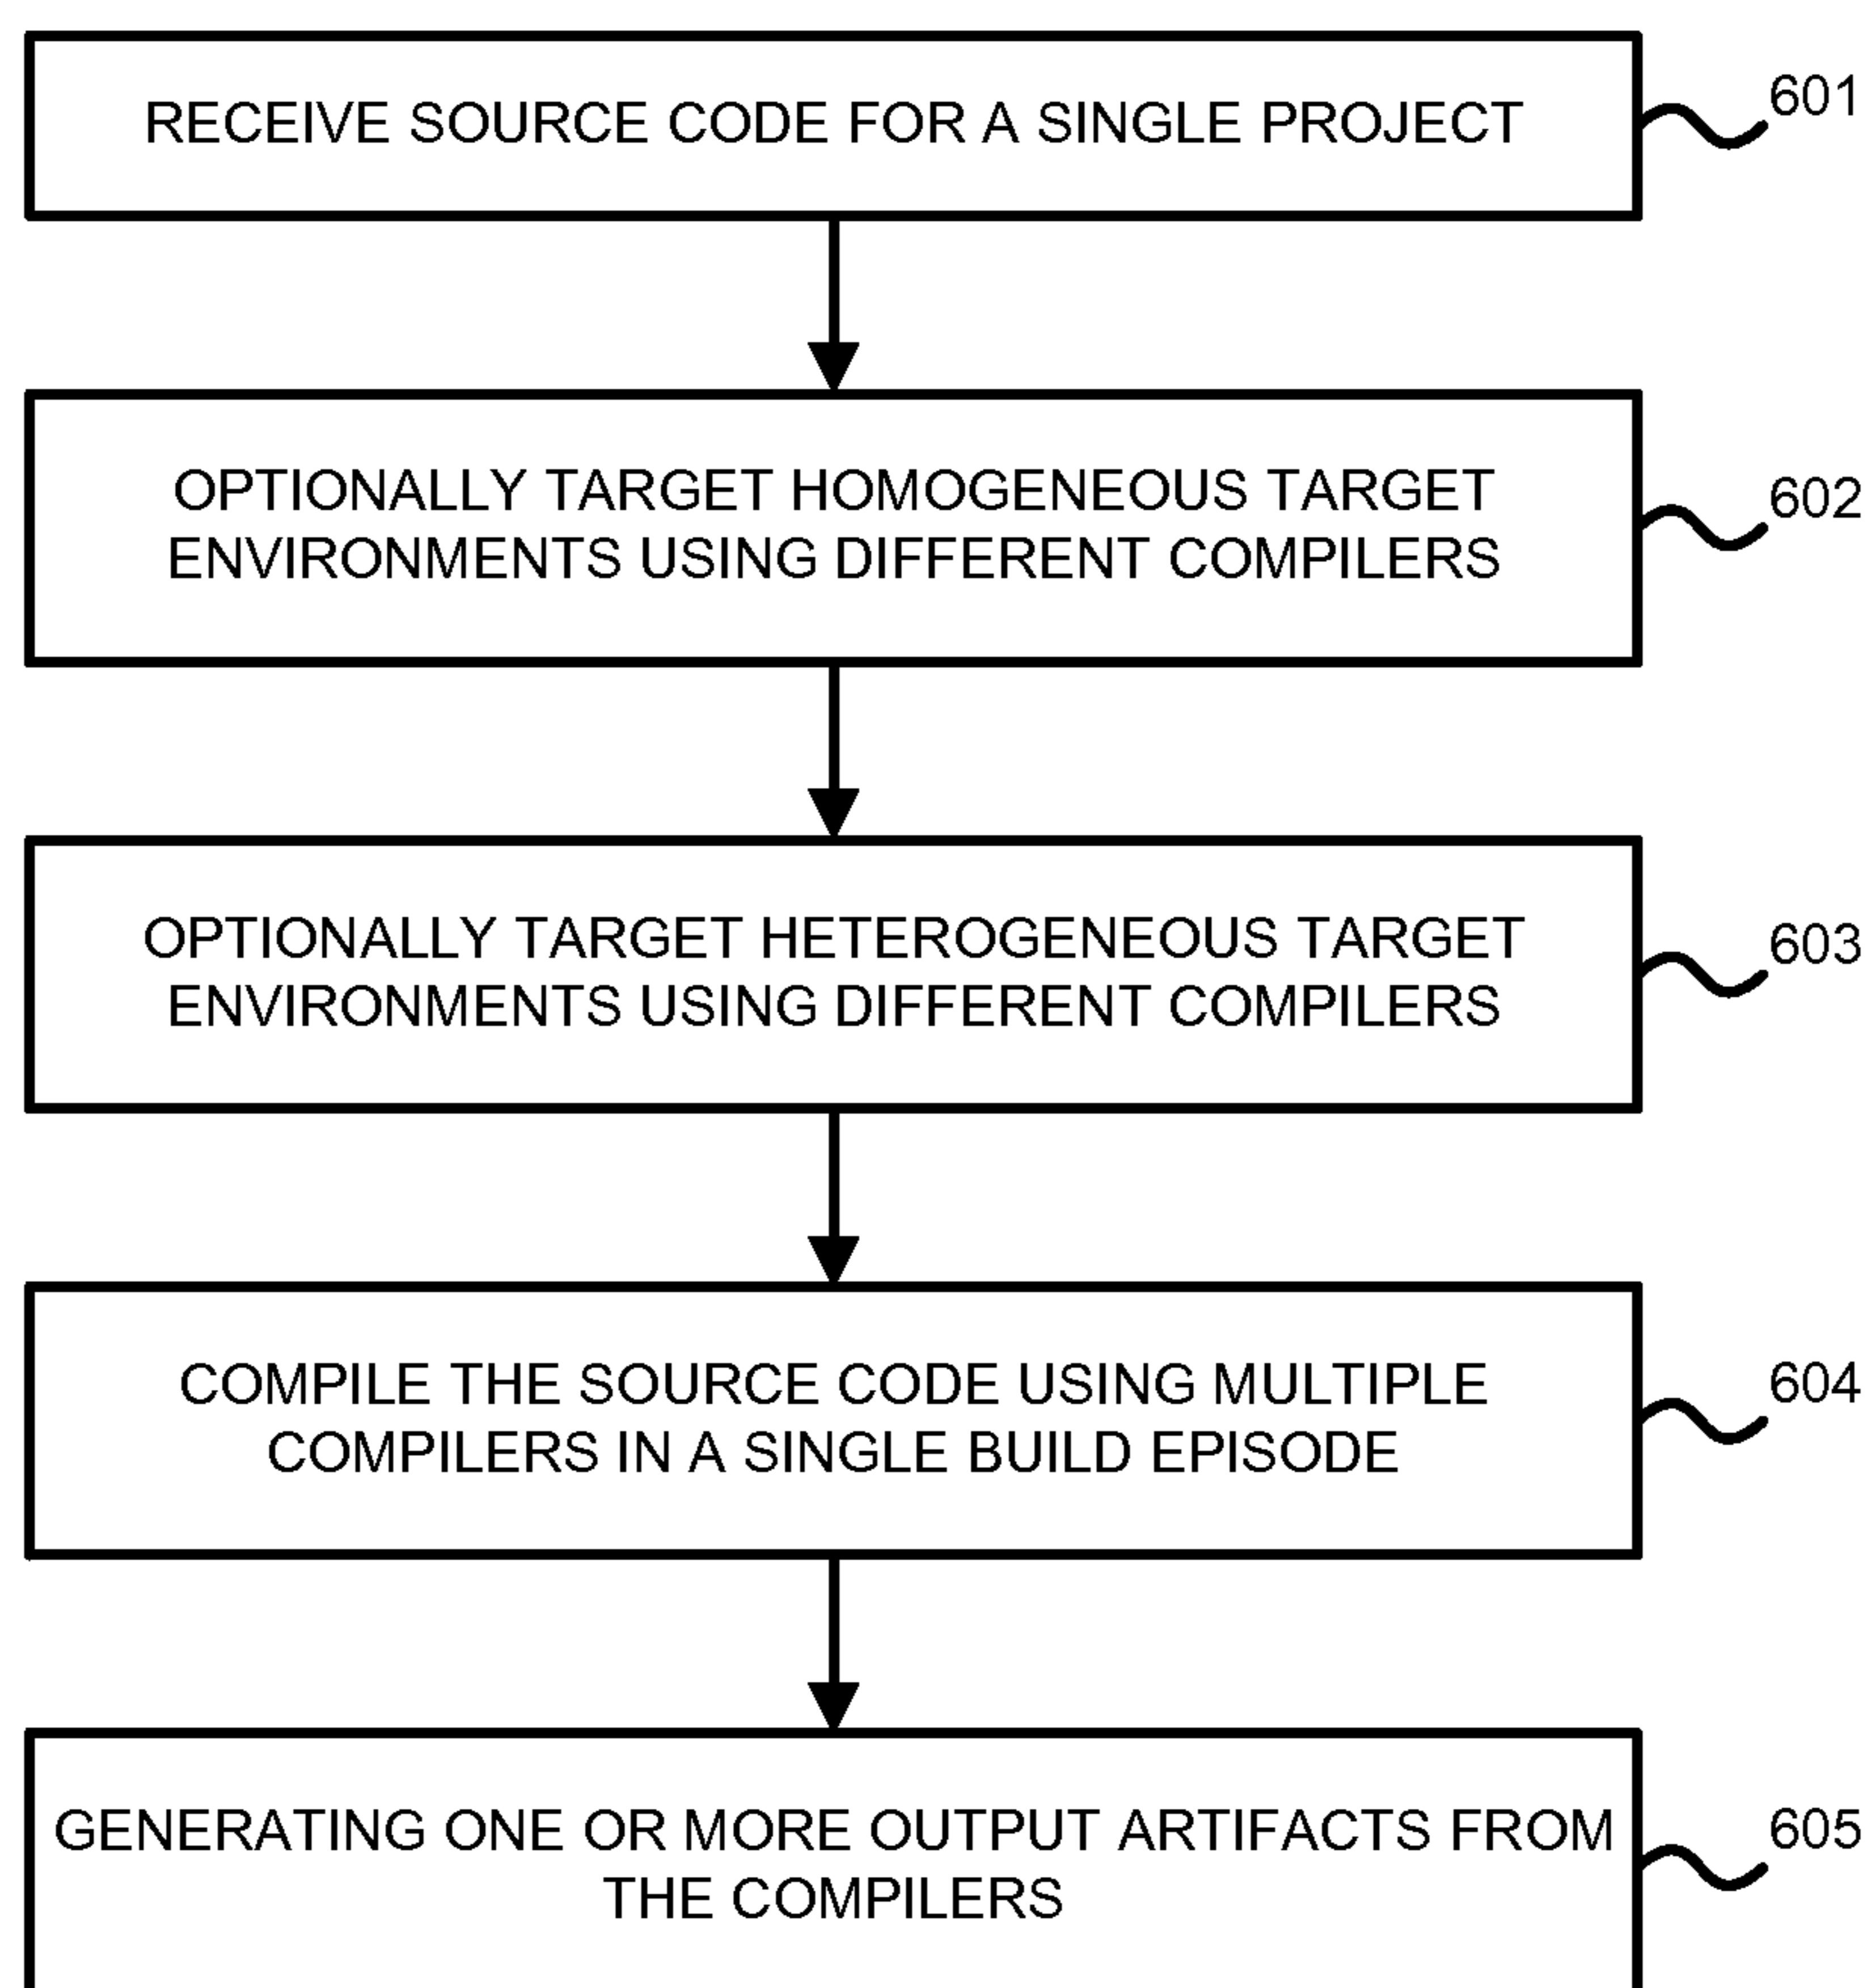 RECEIVE SOURCE CODE FOR A SINGLE PROJECT
601
OPTIONALLY TARGET HOMOGENEOUS TARGET
ENVIRONMENTS USING DIFFERENT COMPILERS
602
OPTIONALLY TARGET HETEROGENEOUS TARGET
ENVIRONMENTS USING DIFFERENT COMPILERS
603
COMPILE THE SOURCE CODE USING MULTIPLE
COMPILERS IN A SINGLE BUILD EPISODE
604
GENERATING ONE OR MORE OUTPUT ARTIFACTS FROM
THE COMPILERS
605